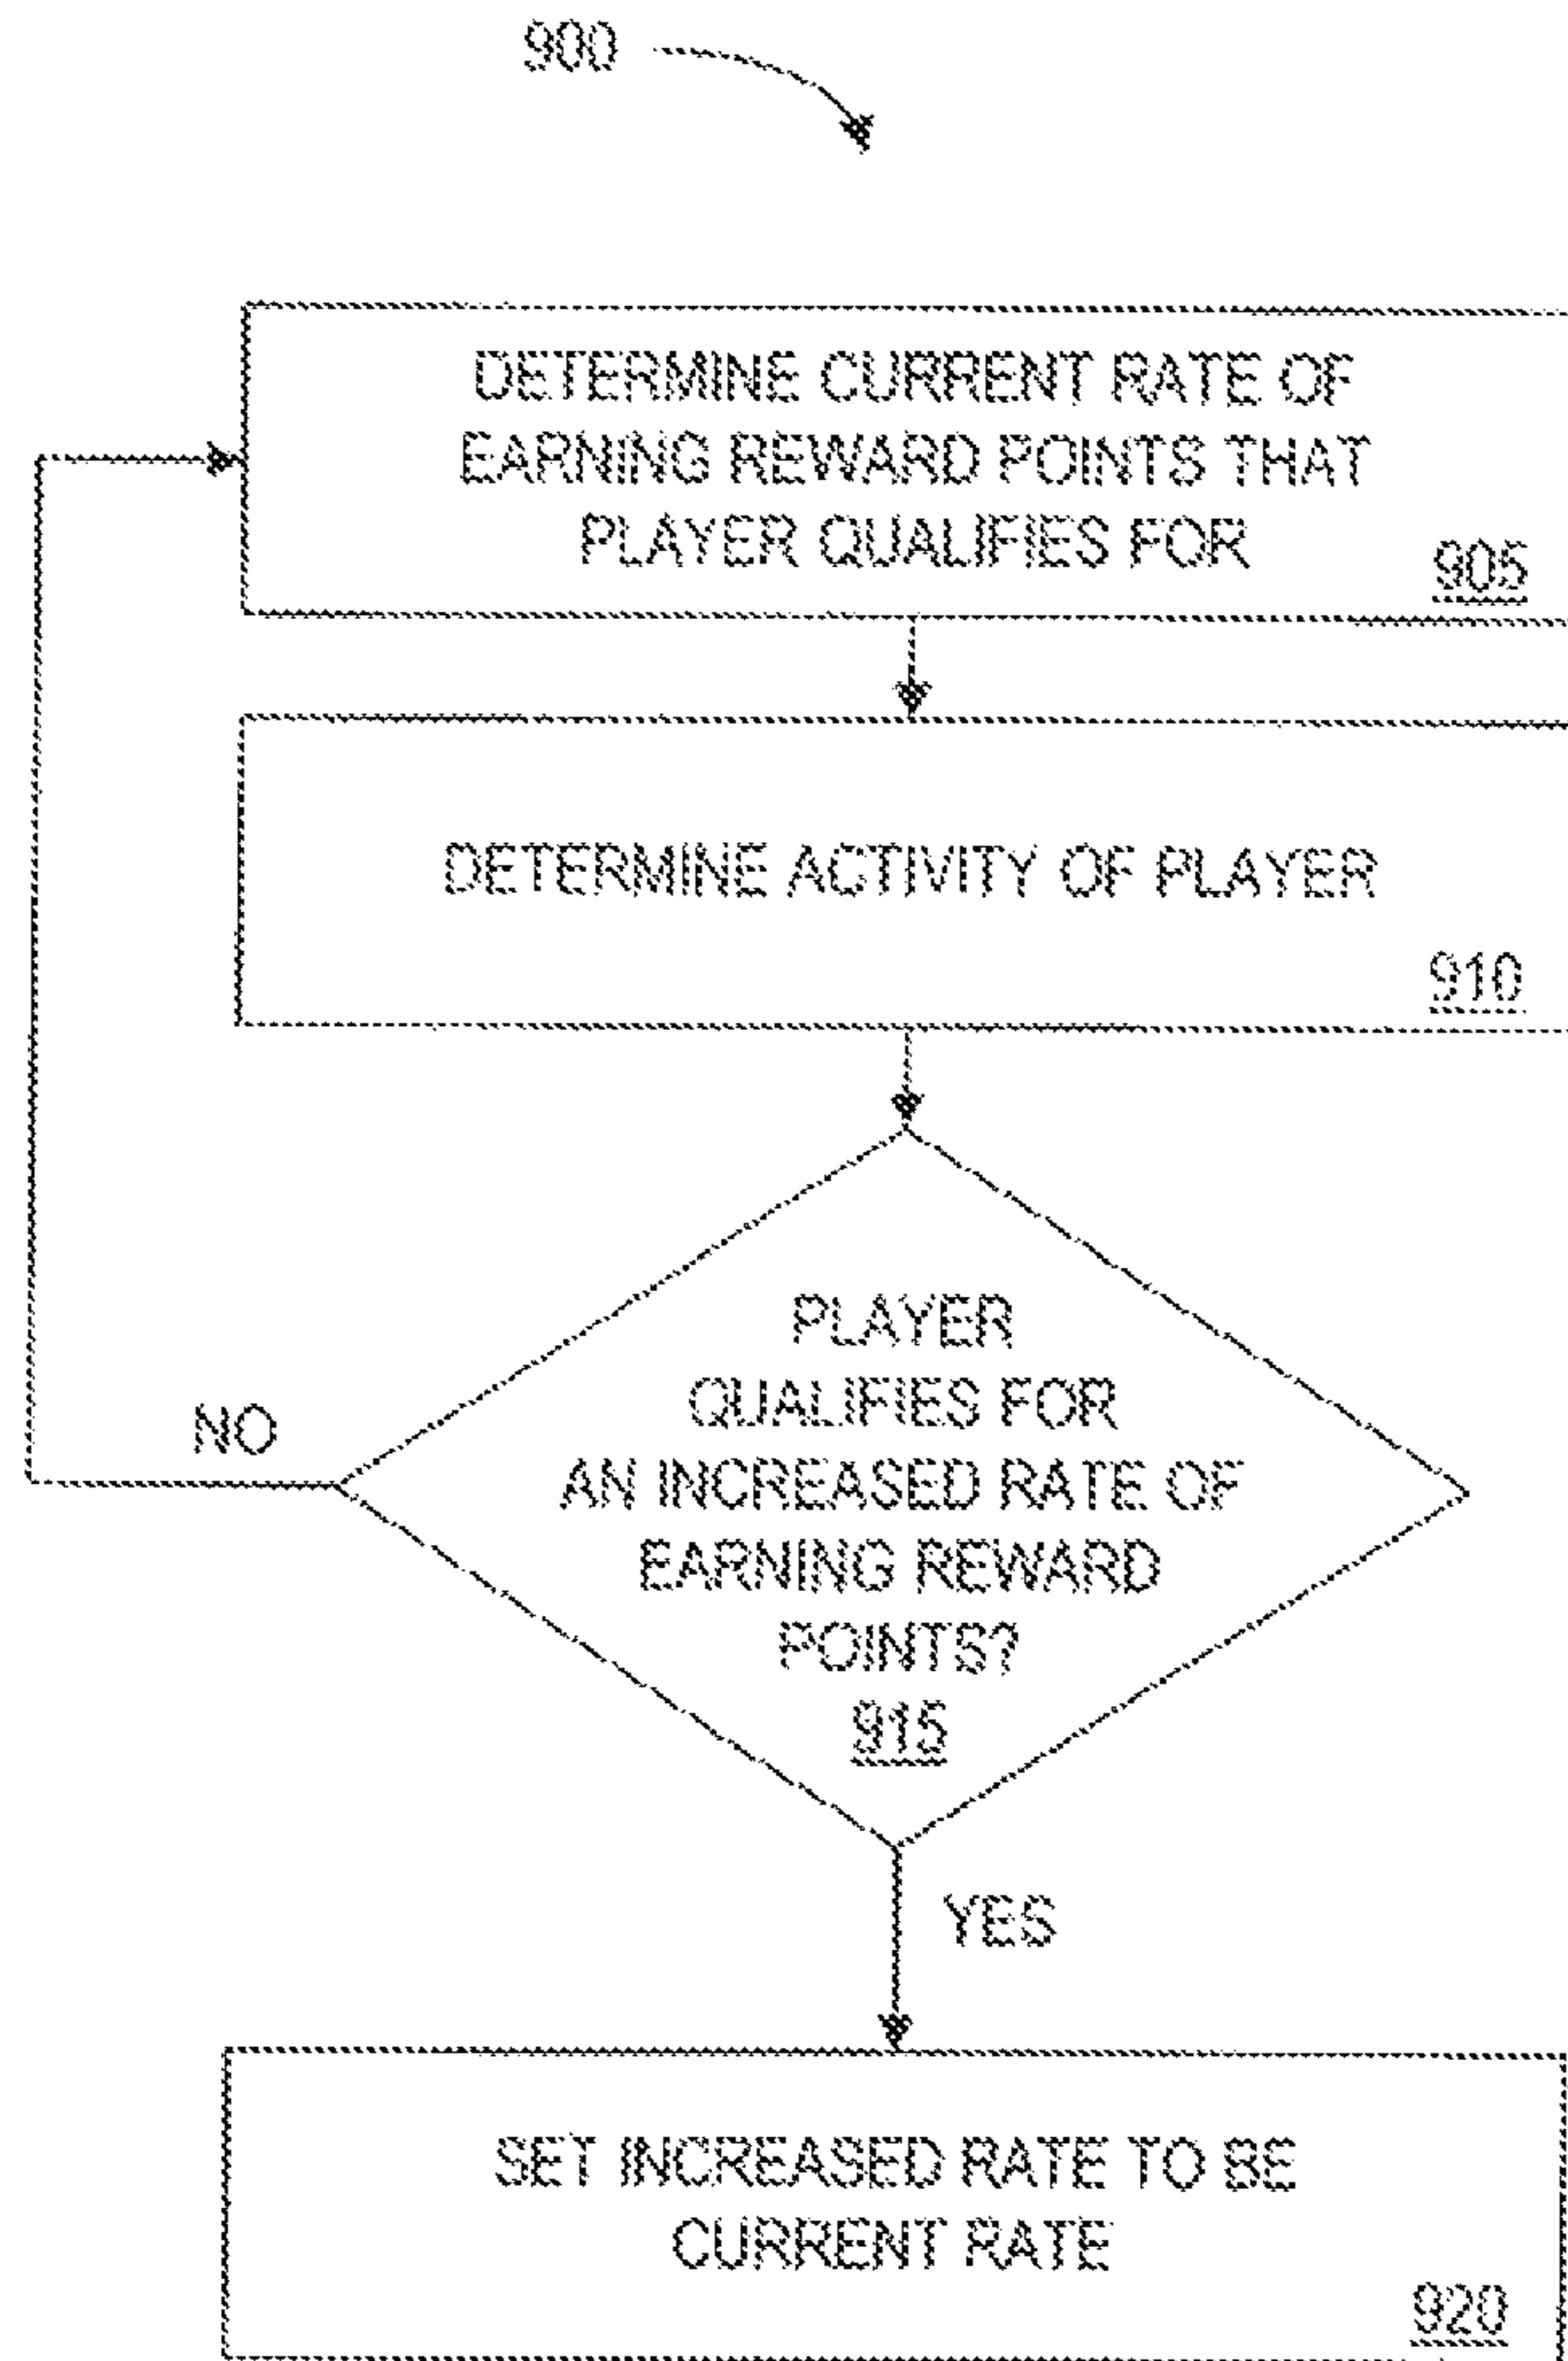 900
DETERMINE CURRENT RATE OF
EARNING REWARD POINTS THAT
PLAYER QUALIFIES FOR
905
DETERMINE ACTIVITY OF PLAYER
910
PLAYER
QUALIFIES FOR
AN INCREASED RATE OF
EARNING REWARD
POINTS?
915
NO
YES
SET INCREASED RATE TO BE
CURRENT RATE
920